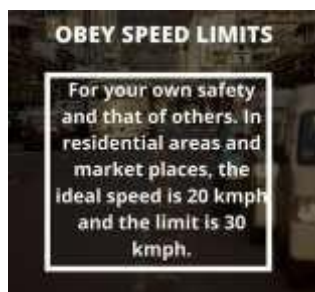 OBEY SPEED LIMITS
For your own safety
and that of others. In
residential areas and
market places, the
ideal speed is 20 kmph
and the limit is 30
kmph.